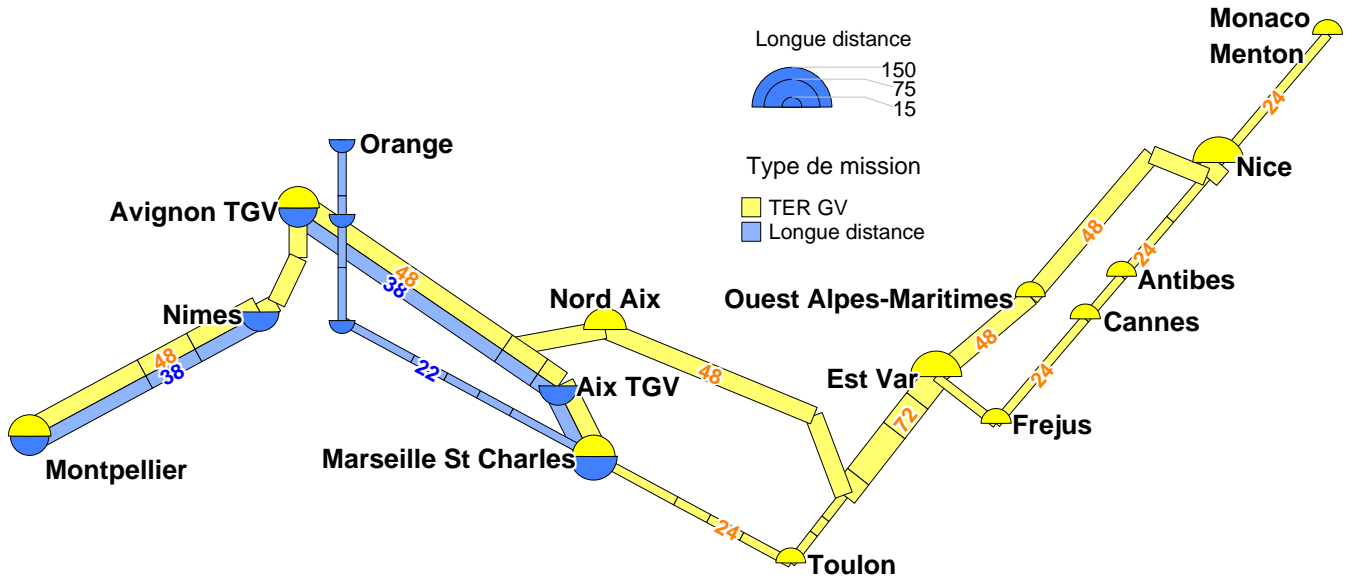 Monaco
Menton
Longue distance
150
75
15
24
Orange
Nice
Type de mission
Avignon TGV
TER GV
Longue distance
48
24
48
38
Antibes
Nord Aix
Ouest Alpes-Maritimes
Nimes
Cannes
48
48
38
22
48
24
Est Var
Aix TGV
72
Frejus
Marseille St Charles
Montpellier
24
Toulon